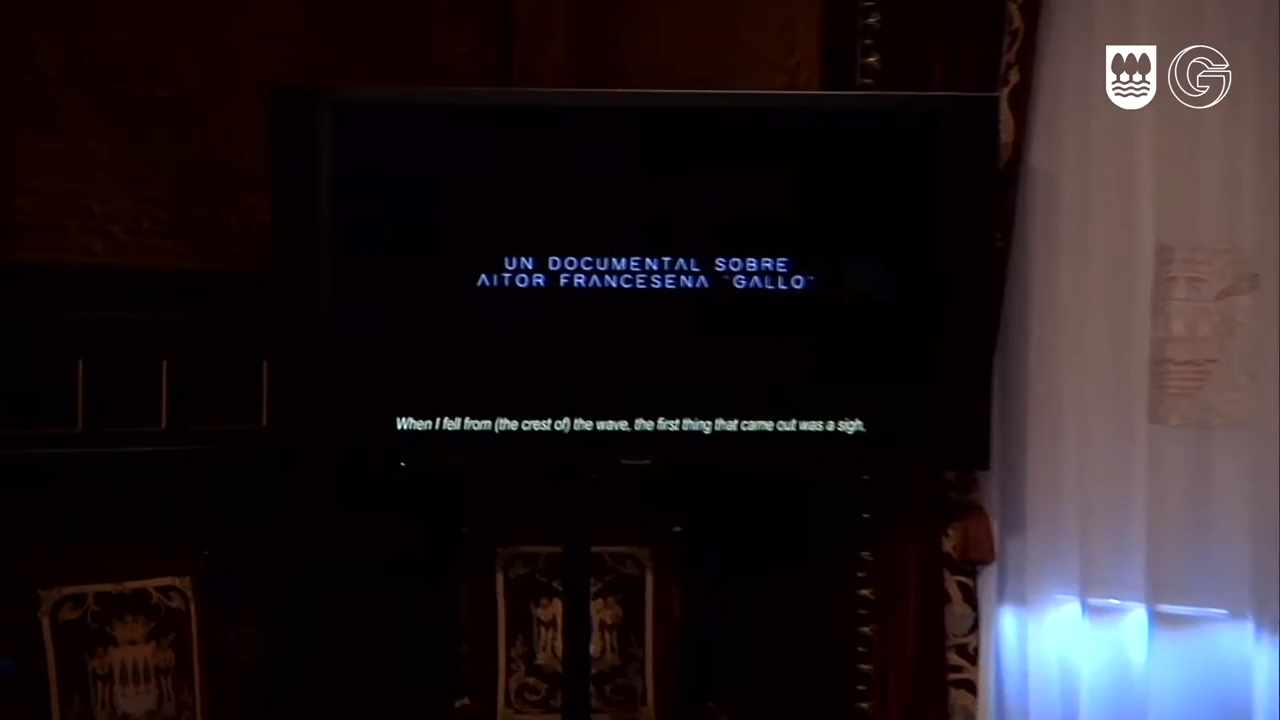 G
UN DOCUMENTAL SOBRE
AITOR FRANCESENA "GALLO"
When I fell from (the crest of) the wave, the first thing that came out was a sigh,